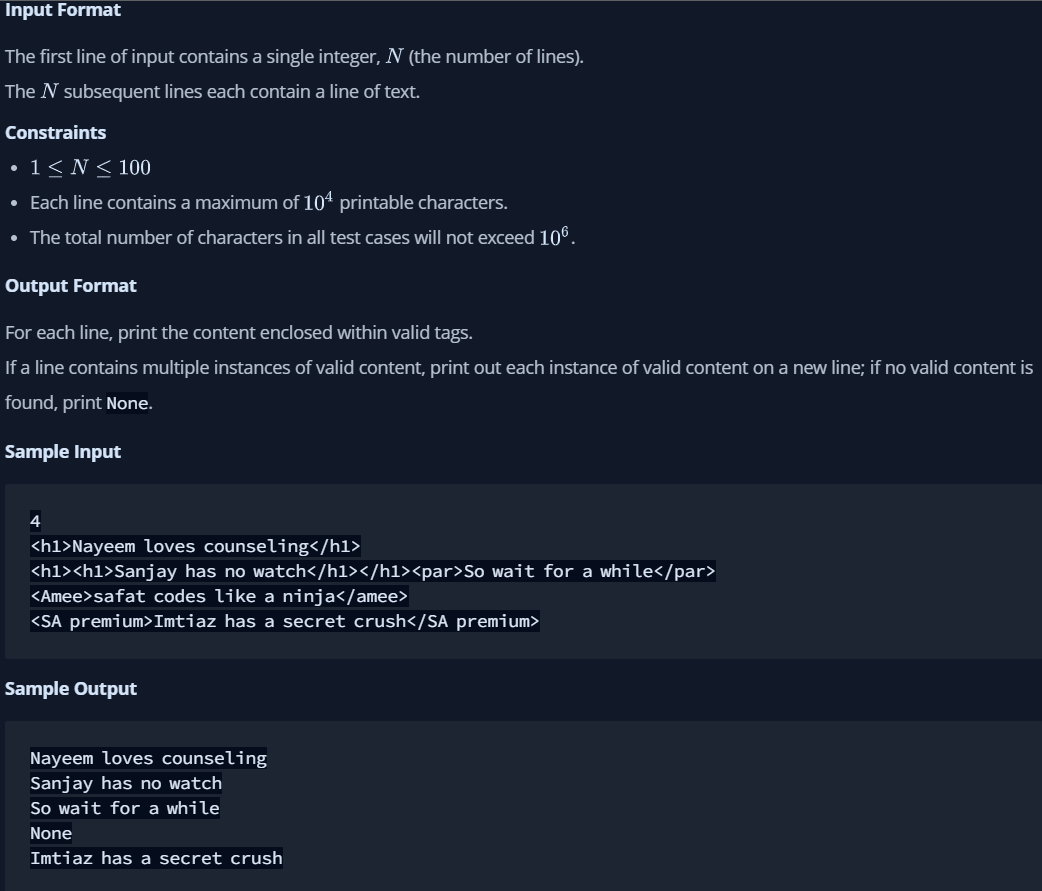 Input Format
The first line of input contains a single integer, N (the number of lines).
The N subsequent lines each contain a line of text.
Constraints
• 1 ≤ N ≤ 100
• Each line contains a maximum of 10⁴ printable characters.
• The total number of characters in all test cases will not exceed 10⁶.
Output Format
For each line, print the content enclosed within valid tags.
If a line contains multiple instances of valid content, print out each instance of valid content on a new line; if no valid content is
found, print None.
Sample Input
4
<h1>Nayeem loves counseling</h1>
<h1><h1>Sanjay has no watch</h1></h1><par>So wait for a while</par>
<Amee>safat codes like a ninja</amee>
<SA premium>Imtiaz has a secret crush</SA premium>
Sample Output
Nayeem loves counseling
Sanjay has no watch
So wait for a while
None
Imtiaz has a secret crush